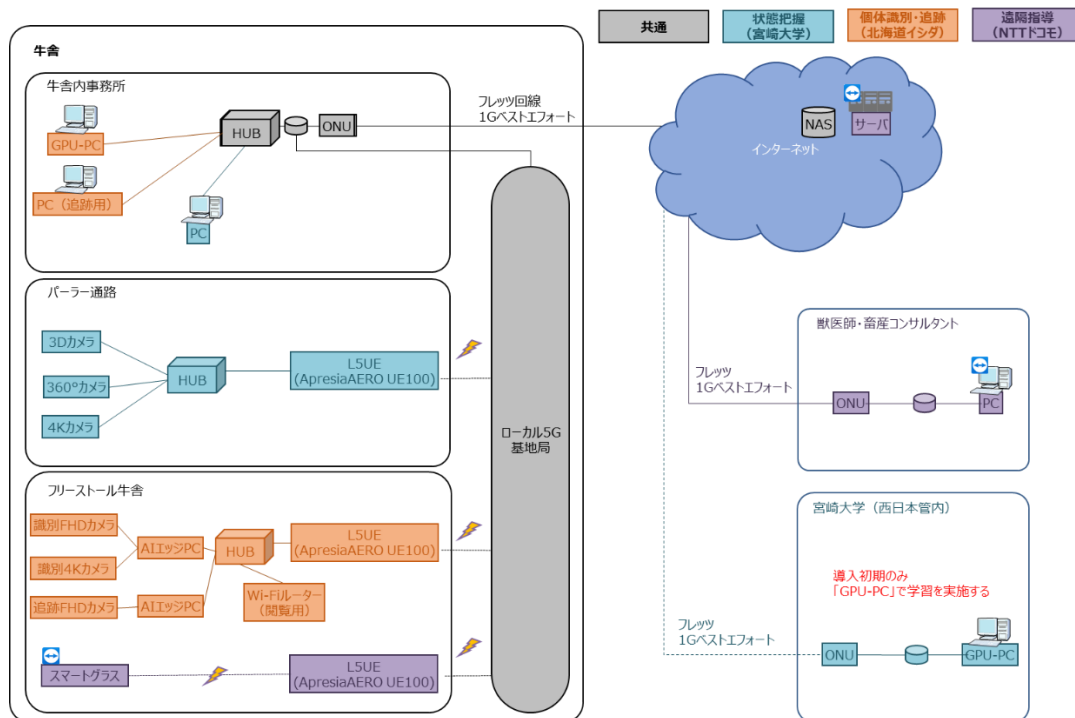 共通
状態把握
(宮崎大学)
個体識別・追跡
(北海道イシダ)
遠隔指導
(NTTドコモ)
牛舎
牛舎内事務所
GPU-PC
PC（追跡用）
HUB
ONU
PC
フレッツ回線
1Gベストエフォート
NAS
サーバ
インターネット
パーラー通路
3Dカメラ
360°カメラ
4Kカメラ
HUB
L5UE
(ApresiaAERO UE100)
ローカル5G
基地局
フリーストール牛舎
識別FHDカメラ
識別4Kカメラ
追跡FHDカメラ
AIエッジPC
AIエッジPC
HUB
L5UE
(ApresiaAERO UE100)
Wi-Fiルーター
（閲覧用）
スマートグラス
L5UE
(ApresiaAERO UE100)
獣医師・畜産コンサルタント
フレッツ
1Gベストエフォート
ONU
PC
宮崎大学（西日本管内）
導入初期のみ
「GPU-PC」で学習を実施する
フレッツ
1Gベストエフォート
ONU
GPU-PC